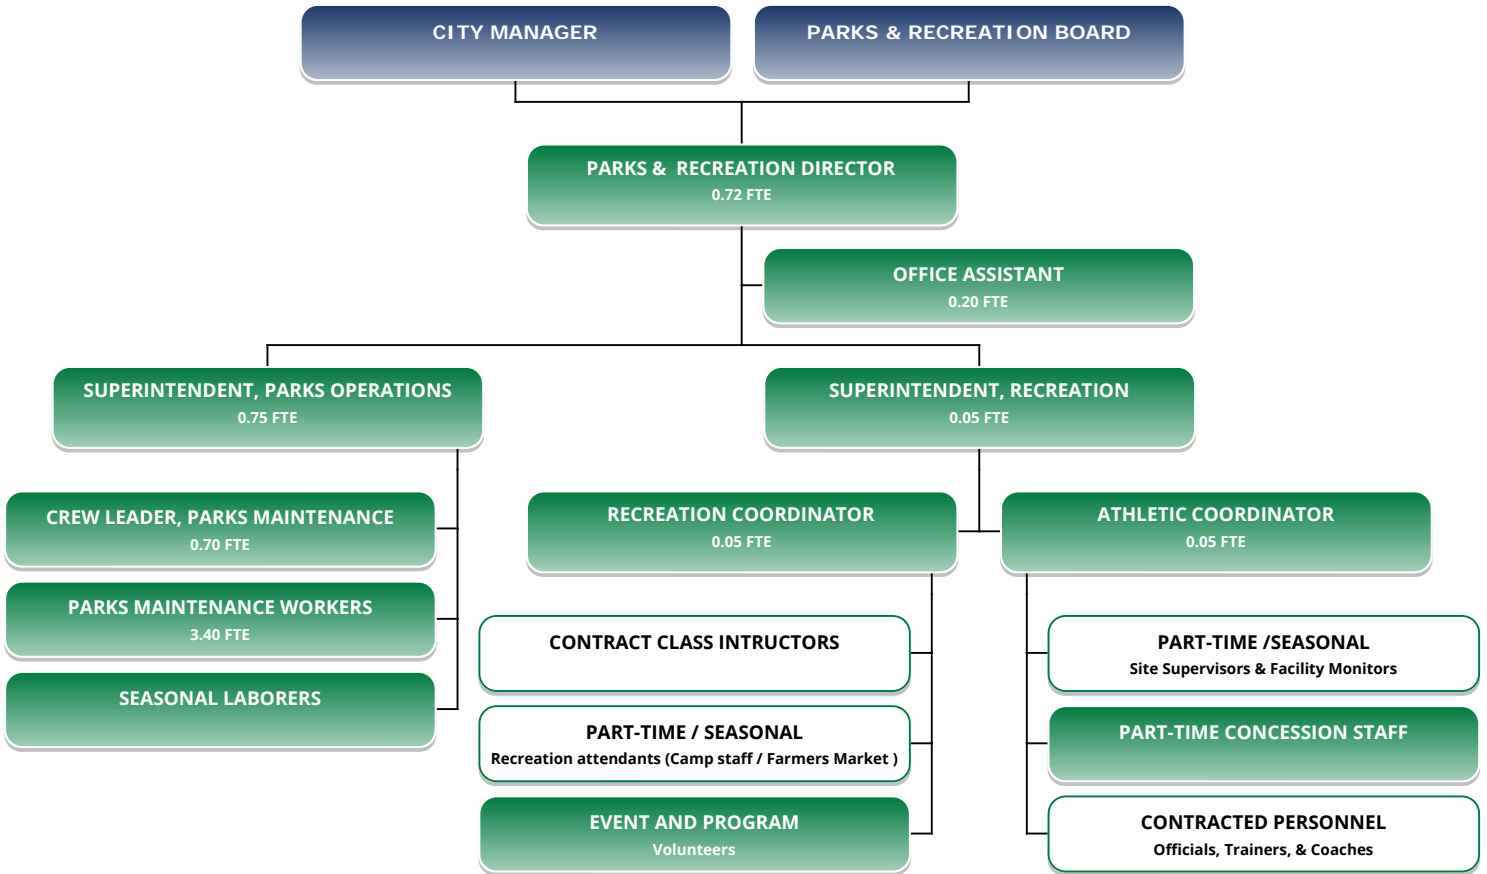 CITY MANAGER
PARKS & RECREATION BOARD
PARKS & RECREATION DIRECTOR
0.72 FTE
OFFICE ASSISTANT
0.20 FTE
SUPERINTENDENT, PARKS OPERATIONS
0.75 FTE
SUPERINTENDENT, RECREATION
0.05 FTE
CREW LEADER, PARKS MAINTENANCE
0.70 FTE
PARKS MAINTENANCE WORKERS
3.40 FTE
SEASONAL LABORERS
RECREATION COORDINATOR
0.05 FTE
CONTRACT CLASS INTRUCTORS
PART-TIME / SEASONAL
Recreation attendants (Camp staff / Farmers Market )
EVENT AND PROGRAM
Volunteers
ATHLETIC COORDINATOR
0.05 FTE
PART-TIME /SEASONAL
Site Supervisors & Facility Monitors
PART-TIME CONCESSION STAFF
CONTRACTED PERSONNEL
Officials, Trainers, & Coaches